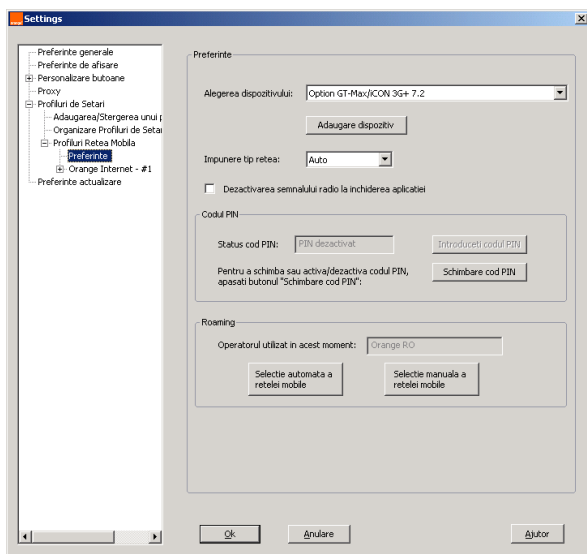 Settings
Preferinte generale
Preferinte de afisare
Personalizare butoane
Proxy
Profiluri de Setari
Adaugarea/Stergerea unui p
Organizare Profiluri de Setar
Profiluri Retea Mobila
Preferinte
Orange Internet - #1
Preferinte actualizare
Preferinte
Alegerea dispozitivului: Option GT-Max/iCON 3G+ 7.2
Adaugare dispozitiv
Impunere tip retea: Auto
Dezactivarea semnalului radio la inchiderea aplicatiei
Codul PIN
Status cod PIN: PIN dezactivat Introduceti codul PIN
Pentru a schimba sau activa/dezactiva codul PIN,
apasati butonul "Schimbare cod PIN": Schimbare cod PIN
Roaming
Operatorul utilizat in acest moment: Orange RO
Selectie automata a
retelei mobile
Selectie manuala a
retelei mobile
Ok Anulare Ajutor